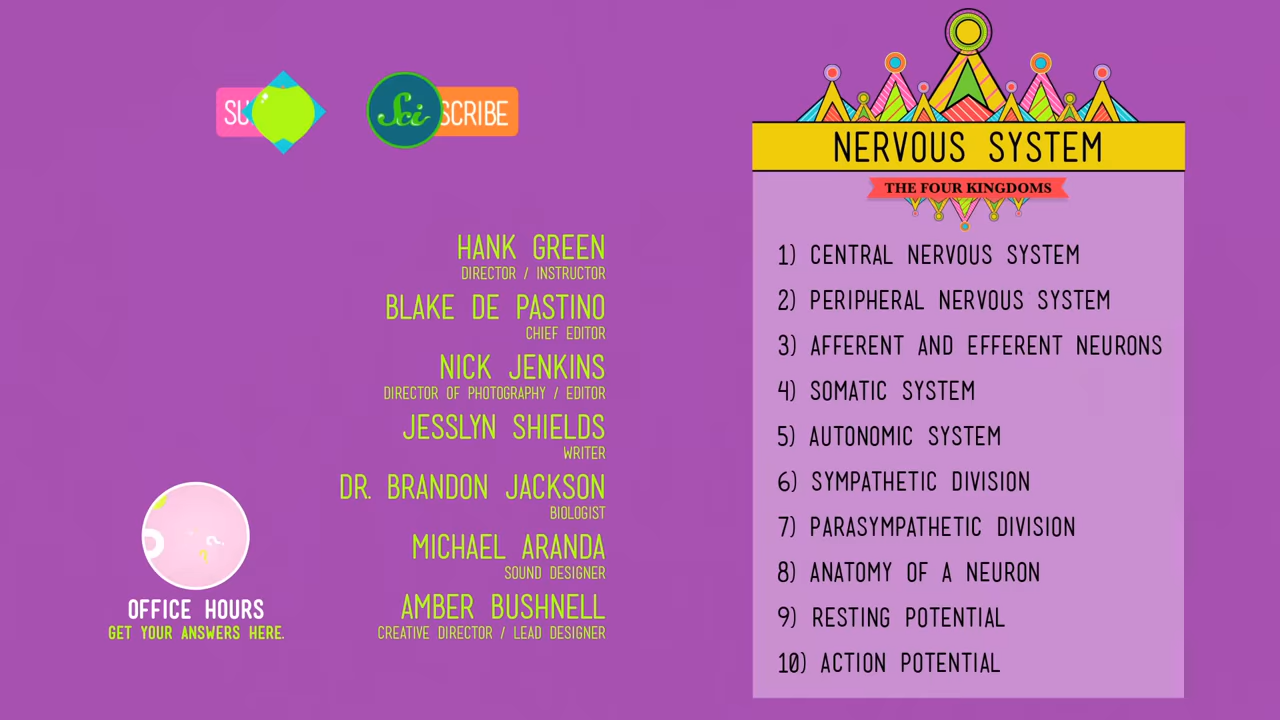 SU
Sci
SCRIBE
HANK GREEN
DIRECTOR / INSTRUCTOR
BLAKE DE PASTINO
CHIEF EDITOR
NICK JENKINS
DIRECTOR OF PHOTOGRAPHY / EDITOR
JESSLYN SHIELDS
WRITER
DR. BRANDON JACKSON
BIOLOGIST
MICHAEL ARANDA
SOUND DESIGNER
AMBER BUSHNELL
CREATIVE DIRECTOR / LEAD DESIGNER
?
?
OFFICE HOURS
GET YOUR ANSWERS HERE.
NERVOUS SYSTEM
THE FOUR KINGDOMS
1) CENTRAL NERVOUS SYSTEM
2) PERIPHERAL NERVOUS SYSTEM
3) AFFERENT AND EFFERENT NEURONS
4) SOMATIC SYSTEM
5) AUTONOMIC SYSTEM
6) SYMPATHETIC DIVISION
7) PARASYMPATHETIC DIVISION
8) ANATOMY OF A NEURON
9) RESTING POTENTIAL
10) ACTION POTENTIAL